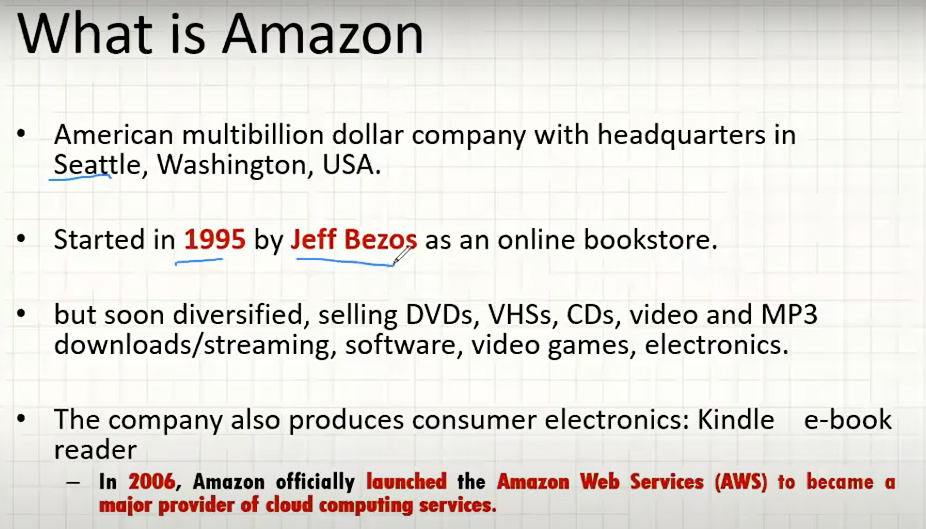 What is Amazon
• American multibillion dollar company with headquarters in
Seattle, Washington, USA.
• Started in 1995 by Jeff Bezos as an online bookstore.
• but soon diversified, selling DVDs, VHSs, CDs, video and MP3
downloads/streaming, software, video games, electronics.
• The company also produces consumer electronics: Kindle e-book
reader
– In 2006, Amazon officially launched the Amazon Web Services (AWS) to became a
major provider of cloud computing services.